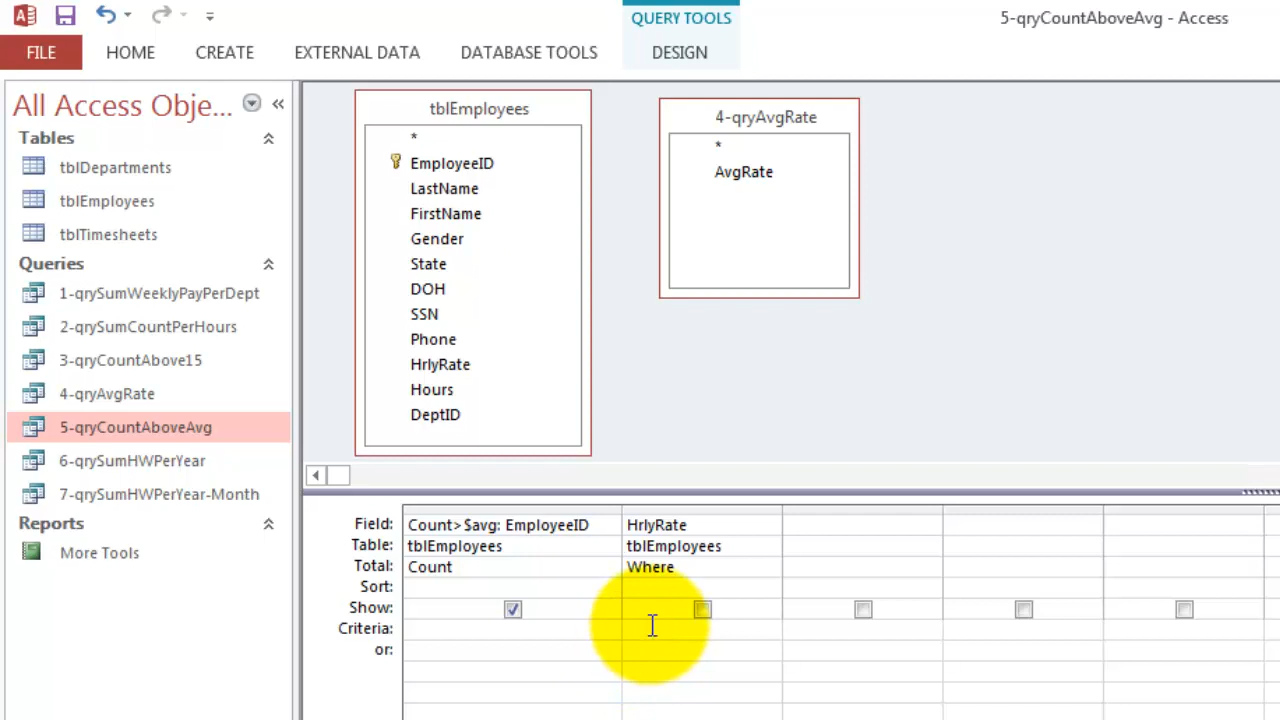 QUERY TOOLS
5-qryCountAboveAvg - Access
FILE
HOME
CREATE
EXTERNAL DATA
DATABASE TOOLS
DESIGN
All Access Obje...
Tables
tblDepartments
tblEmployees
tblTimesheets
Queries
1-qrySumWeeklyPayPerDept
2-qrySumCountPerHours
3-qryCountAbove15
4-qryAvgRate
5-qryCountAboveAvg
6-qrySumHWPerYear
7-qrySumHWPerYear-Month
Reports
More Tools
tblEmployees
*
EmployeeID
LastName
FirstName
Gender
State
DOH
SSN
Phone
HrlyRate
Hours
DeptID
4-qryAvgRate
*
AvgRate
Field: Count>$avg: EmployeeID HrlyRate
Table: tblEmployees tblEmployees
Total: Count Where
Sort:
Show:
Criteria:
or: